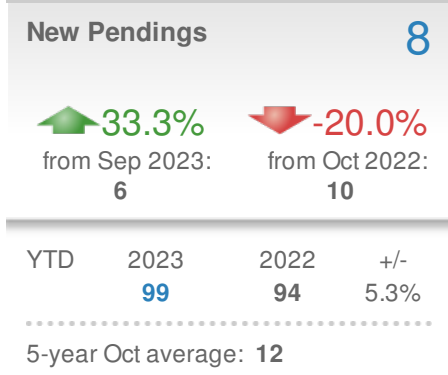 New Pendings 8
33.3% -20.0%
from Sep 2023: from Oct 2022:
6 10
YTD 2023 2022 +/-
99 94 5.3%
5-year Oct average: 12